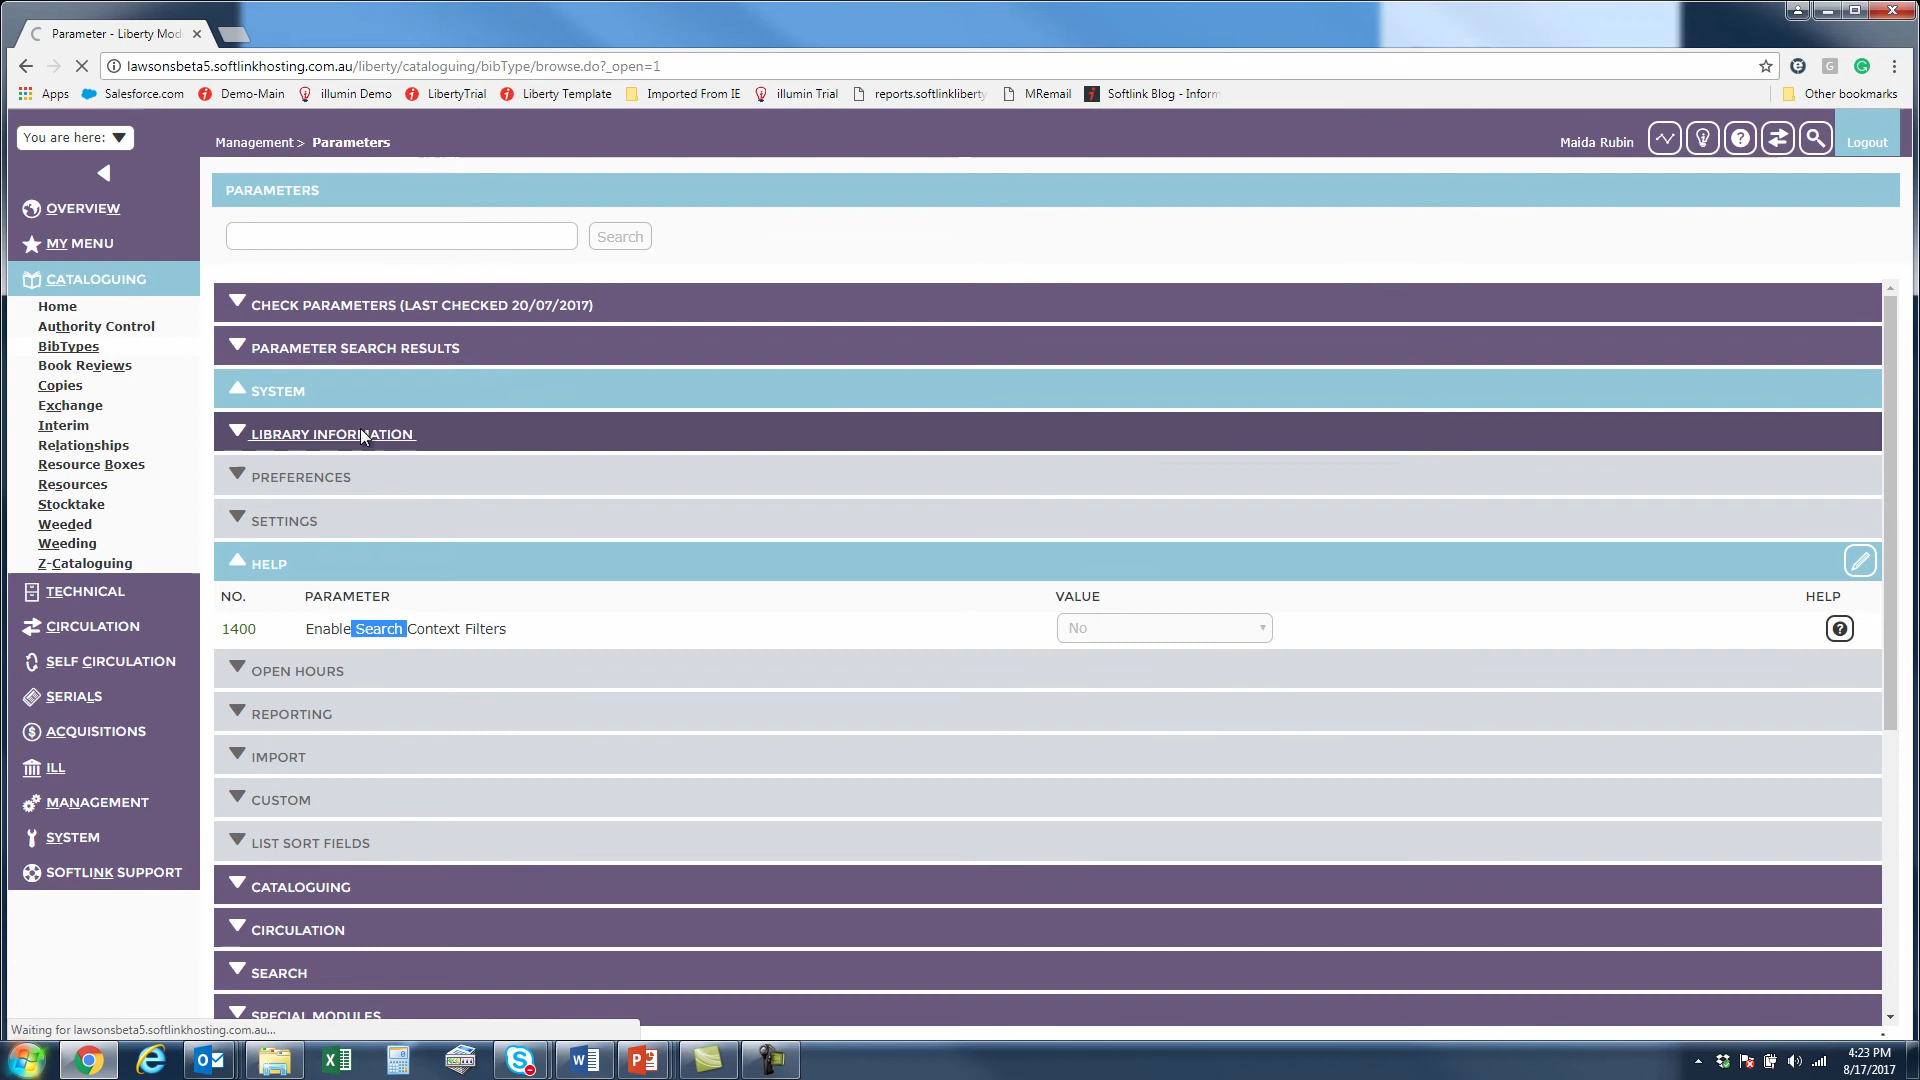 Parameter - Liberty Mod
lawsonsbeta5.softlinkhosting.com.au/liberty/cataloguing/bibType/browse.do?_open=1
Apps Salesforce.com Demo-Main illumin Demo LibertyTrial Liberty Template Imported From IE illumin Trial reports.softlinkliberty MRemail Softlink Blog - Inform Other bookmarks
You are here:
Management > Parameters
Maida Rubin
Logout
OVERVIEW
MY MENU
CATALOGUING
Home
Authority Control
BibTypes
Book Reviews
Copies
Exchange
Interim
Relationships
Resource Boxes
Resources
Stocktake
Weeded
Weeding
Z-Cataloguing
TECHNICAL
CIRCULATION
SELF CIRCULATION
SERIALS
ACQUISITIONS
ILL
MANAGEMENT
SYSTEM
SOFTLINK SUPPORT
PARAMETERS
Search
CHECK PARAMETERS (LAST CHECKED 20/07/2017)
PARAMETER SEARCH RESULTS
SYSTEM
LIBRARY INFORMATION
PREFERENCES
SETTINGS
HELP
NO. PARAMETER VALUE HELP
1400 Enable Search Context Filters No
OPEN HOURS
REPORTING
IMPORT
CUSTOM
LIST SORT FIELDS
CATALOGUING
CIRCULATION
SEARCH
SPECIAL MODULES
Waiting for lawsonsbeta5.softlinkhosting.com.au...
4:23 PM
8/17/2017